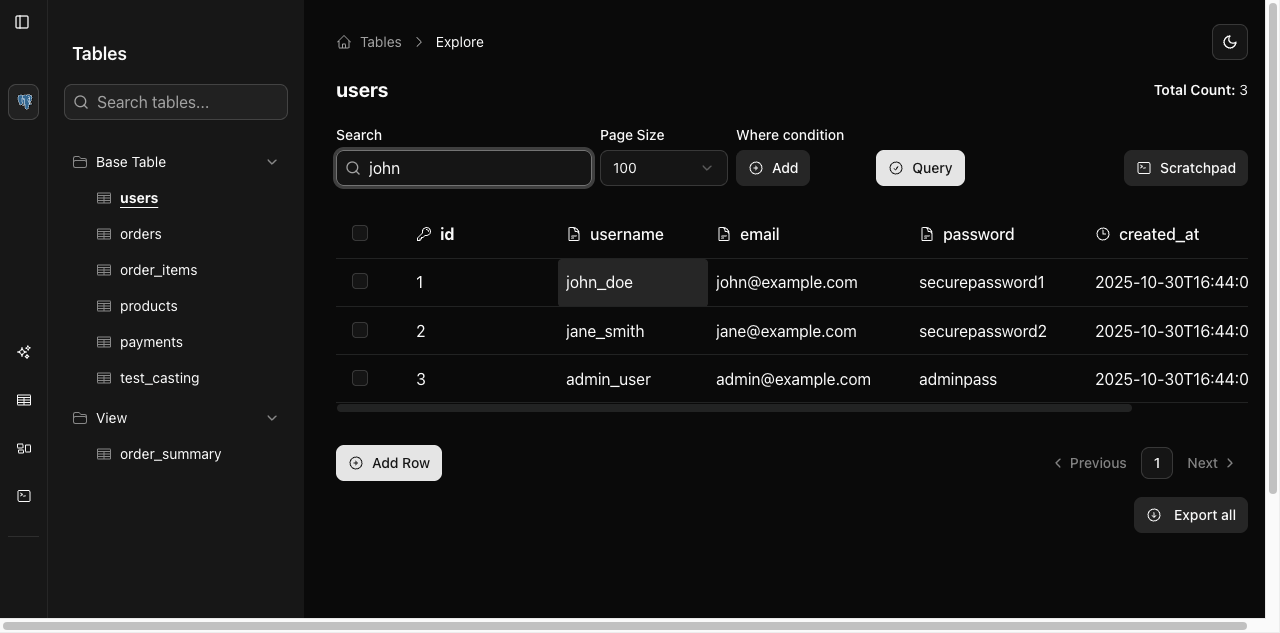 Tables
Search tables...
Base Table
users
orders
order_items
products
payments
test_casting
View
order_summary
Tables > Explore
users
Total Count: 3
Search
Page Size
Where condition
john
100
Add
Query
Scratchpad
id username email password created_at
1 john_doe john@example.com securepassword1 2025-10-30T16:44:0
2 jane_smith jane@example.com securepassword2 2025-10-30T16:44:0
3 admin_user admin@example.com adminpass 2025-10-30T16:44:0
Add Row
Previous 1 Next
Export all